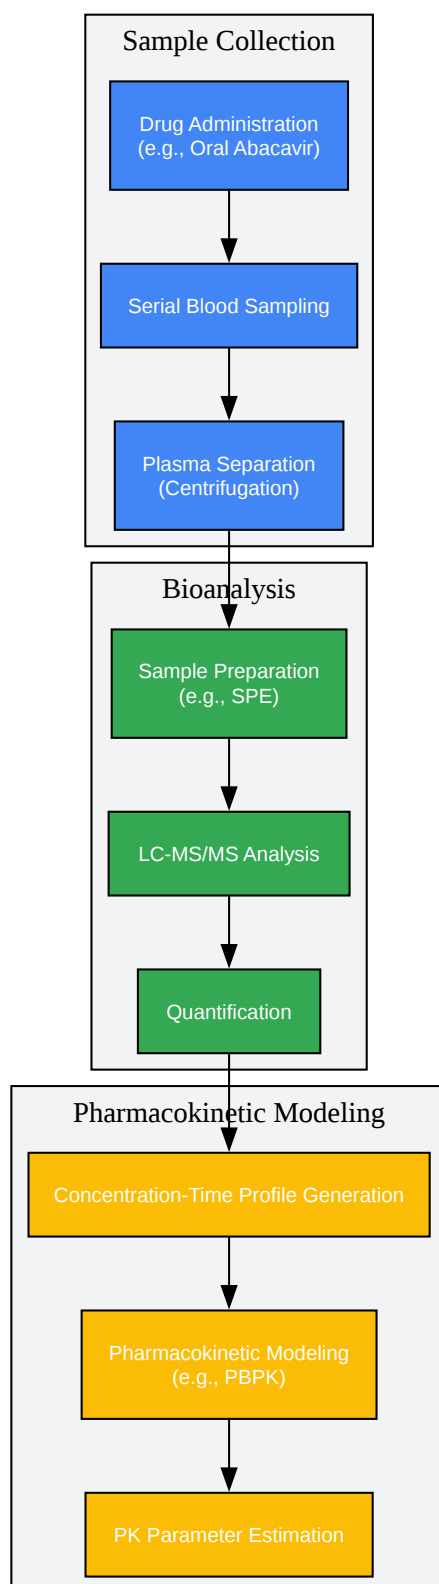 Sample Collection
Drug Administration
(e.g., Oral Abacavir)
Serial Blood Sampling
Plasma Separation
(Centrifugation)
Bioanalysis
Sample Preparation
(e.g., SPE)
LC-MS/MS Analysis
Quantification
Pharmacokinetic Modeling
Concentration-Time Profile Generation
Pharmacokinetic Modeling
(e.g., PBPK)
PK Parameter Estimation